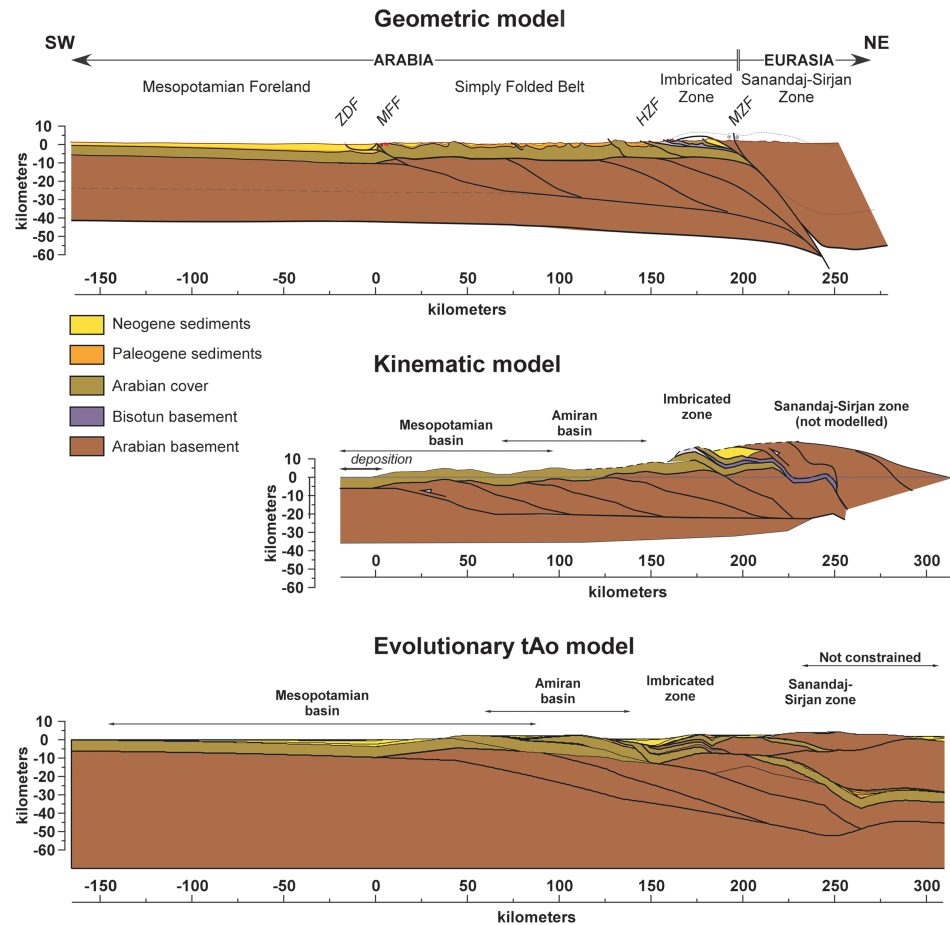 Geometric model
SW
NE
ARABIA
EURASIA
Mesopotamian Foreland
ZDF
MFF
Simply Folded Belt
HZF
Imbricated
Zone
MZF
Sanandaj-Sirjan
Zone
10
0
-10
-20
-30
-40
-50
-60
kilometers
-150
-100
-50
0
50
100
150
200
250
kilometers
Neogene sediments
Paleogene sediments
Arabian cover
Bisotun basement
Arabian basement
Kinematic model
Mesopotamian
basin
Amiran
basin
Imbricated
zone
Sanandaj-Sirjan zone
(not modelled)
deposition
10
0
-10
-20
-30
-40
-50
-60
kilometers
0
50
100
150
200
250
300
kilometers
Evolutionary tAo model
Not constrained
Mesopotamian
basin
Amiran
basin
Imbricated
zone
Sanandaj-
Sirjan zone
10
0
-10
-20
-30
-40
-50
-60
kilometers
-150
-100
-50
0
50
100
150
200
250
300
kilometers